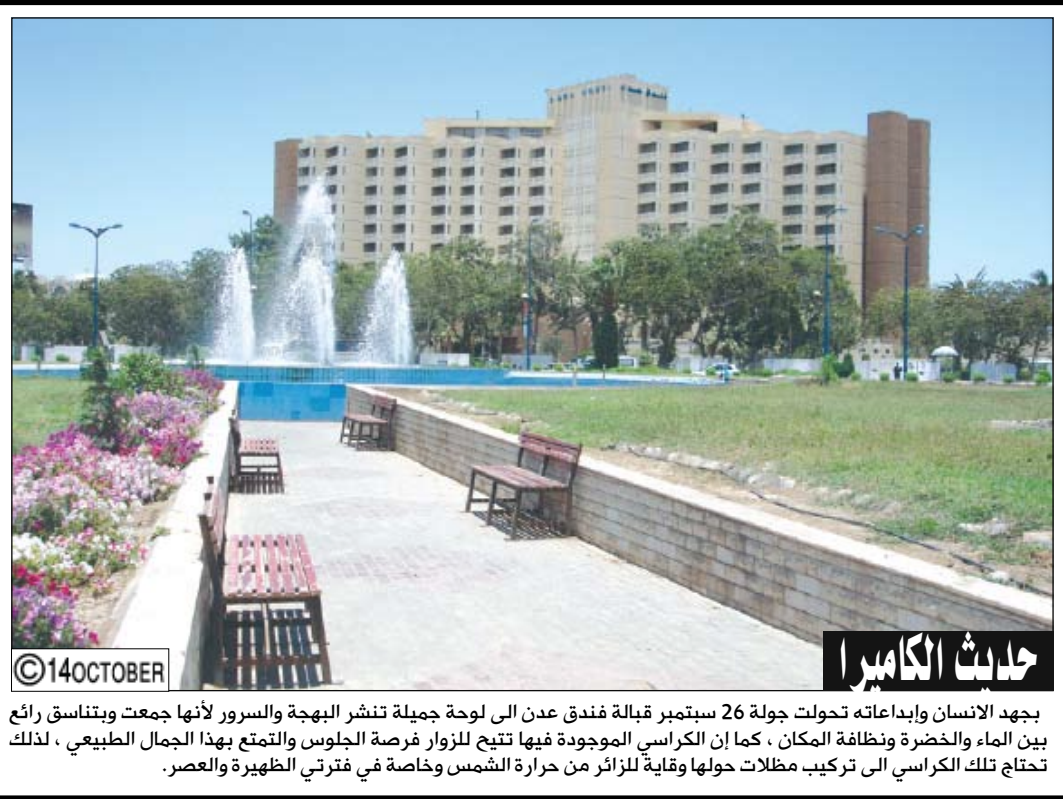 حديث الكاميرا
©14OCTOBER
بجهد الانسان وإبداعاته تحولت جولة 26 سبتمبر قبالة فندق عدن الى لوحة جميلة تنشر البهجة والسرور لأنها جمعت وبتناسق رائع
بين الماء والخضرة ونظافة المكان ، كما إن الكراسي الموجودة فيها تتيح للزوار فرصة الجلوس والتمتع بهذا الجمال الطبيعي ، لذلك
تحتاج تلك الكراسي الى تركيب مظلات حولها وقاية للزائر من حرارة الشمس وخاصة في فترتي الظهيرة والعصر.